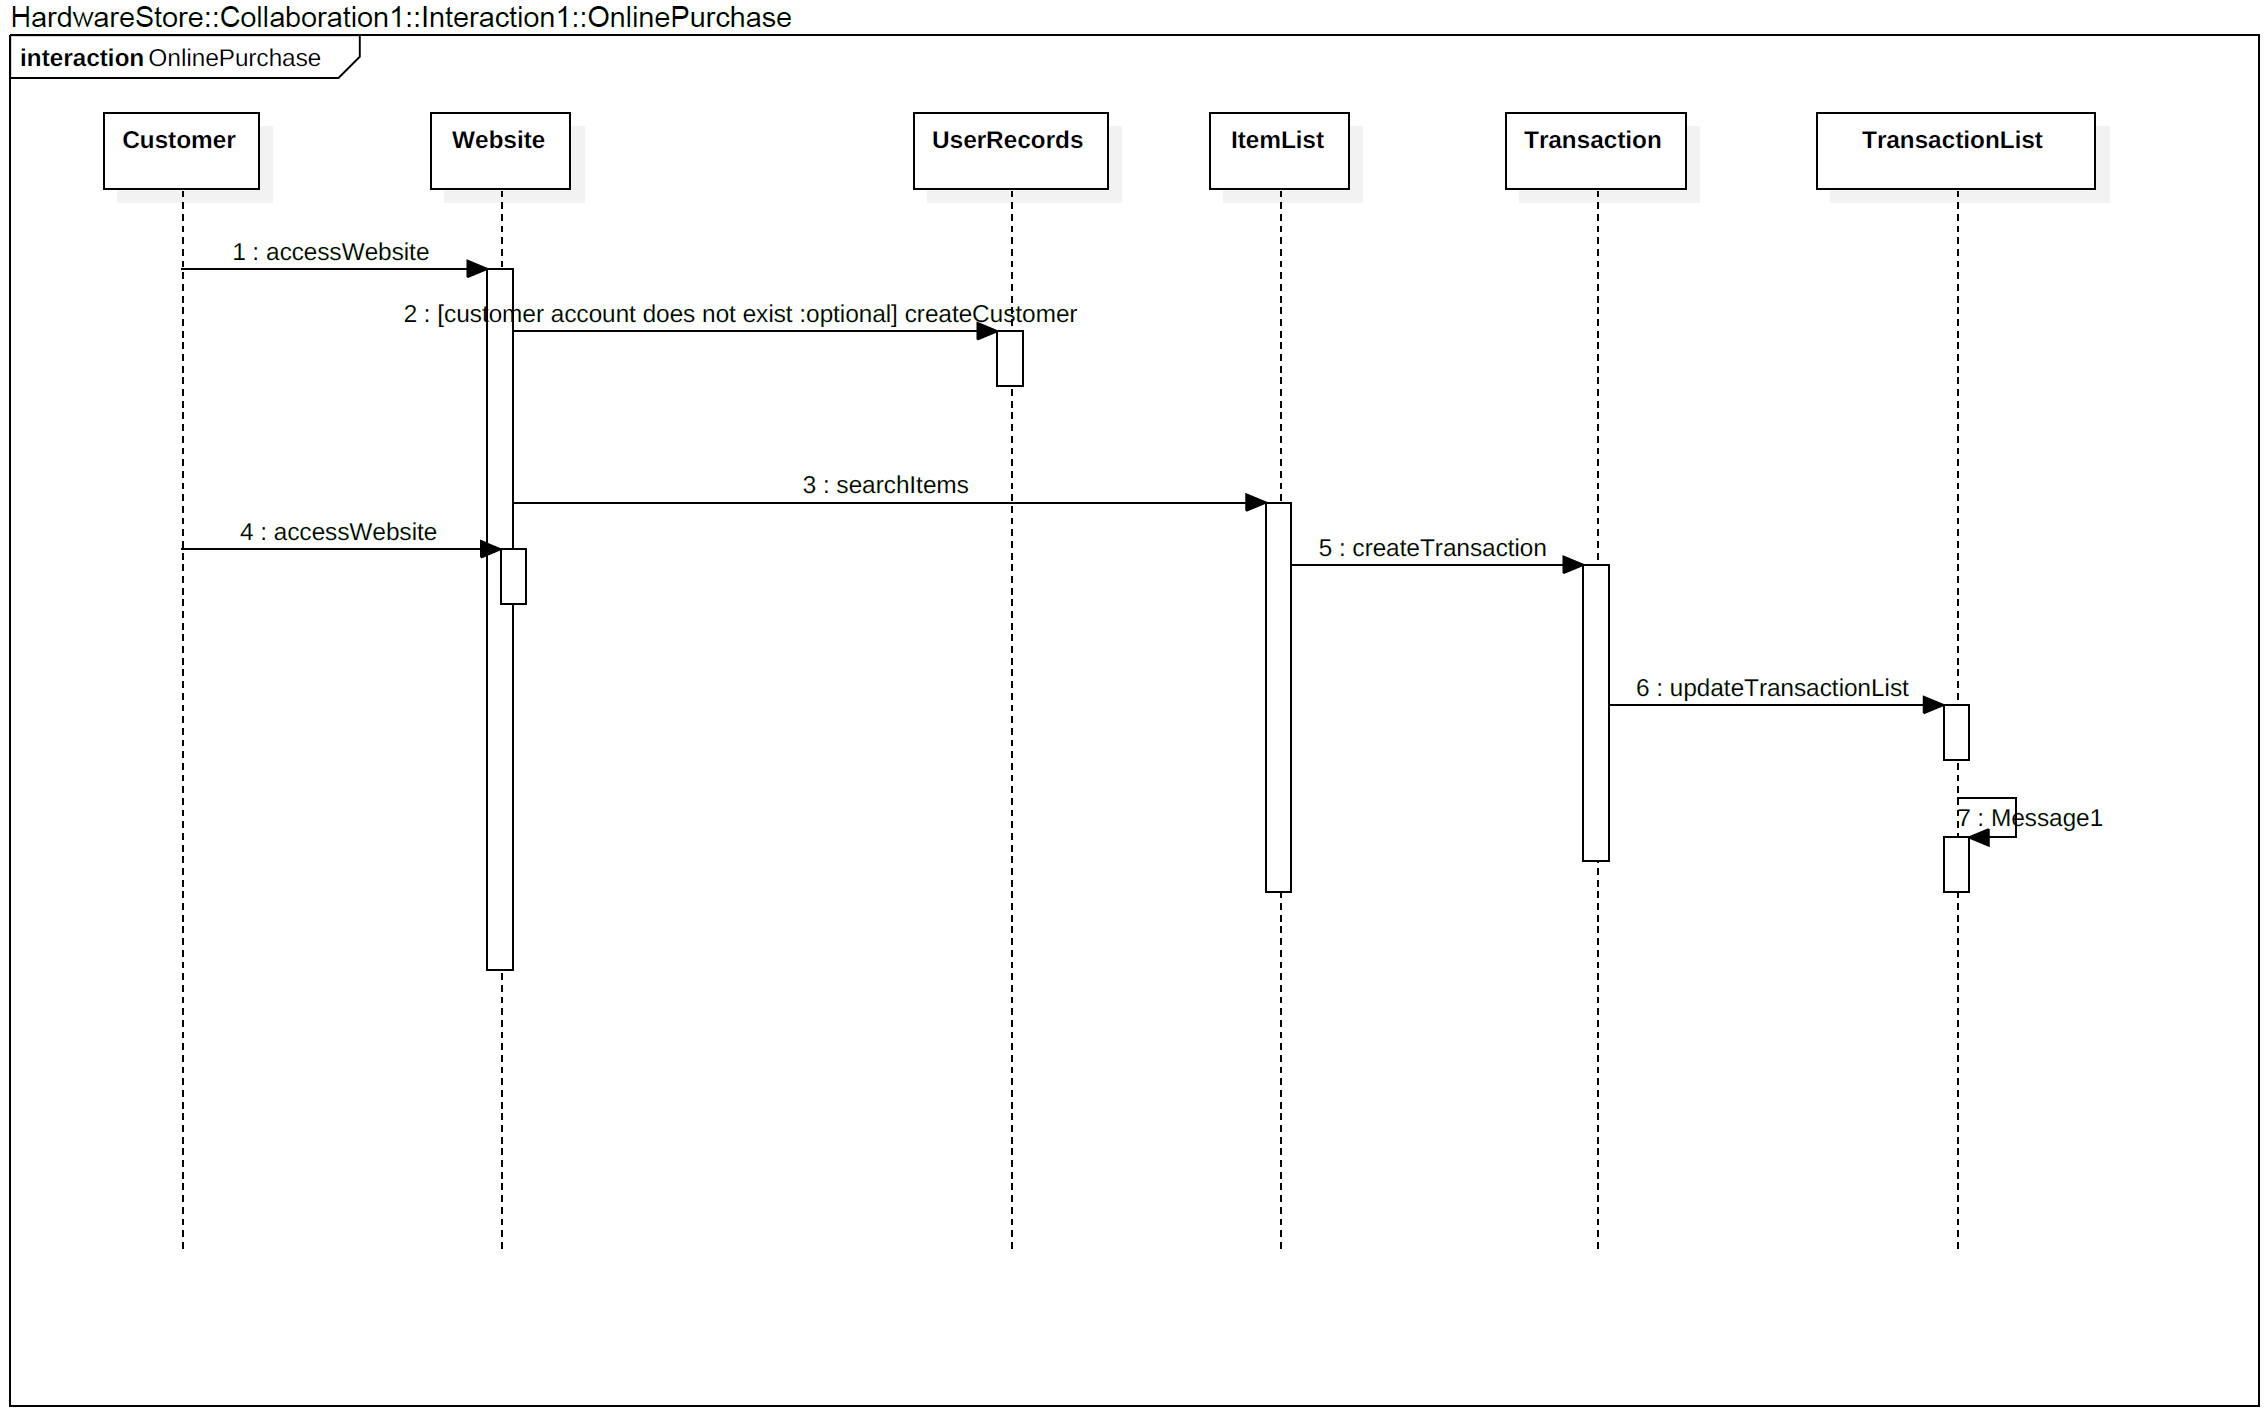 HardwareStore::Collaboration1::Interaction1::OnlinePurchase
interaction OnlinePurchase
Customer
Website
UserRecords
ItemList
Transaction
TransactionList
1 : accessWebsite
2 : [customer account does not exist :optional] createCustomer
3 : searchItems
4 : accessWebsite
5 : createTransaction
6 : updateTransactionList
7 : Message1